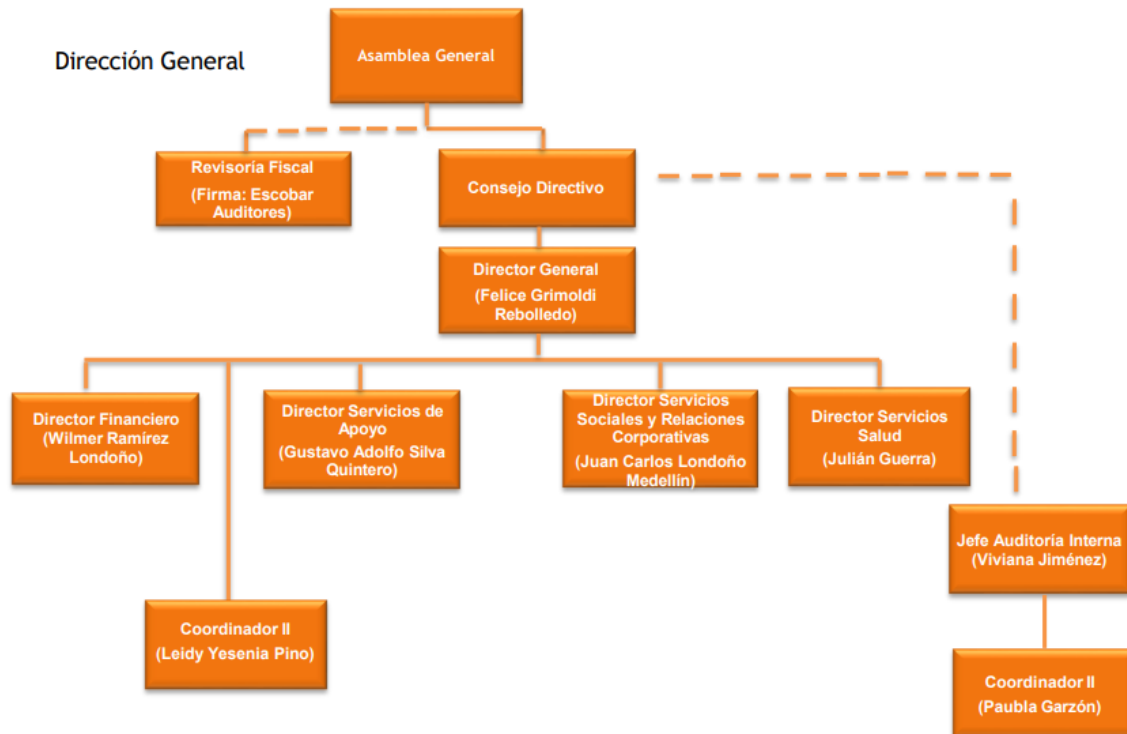 Dirección General
Asamblea General
Revisoría Fiscal
(Firma: Escobar
Auditores)
Consejo Directivo
Director General
(Felice Grimoldi
Rebolledo)
Director Financiero
(Wilmer Ramírez
Londoño)
Director Servicios de
Apoyo
(Gustavo Adolfo Silva
Quintero)
Director Servicios
Sociales y Relaciones
Corporativas
(Juan Carlos Londoño
Medellín)
Director Servicios
Salud
(Julián Guerra)
Jefe Auditoría Interna
(Viviana Jiménez)
Coordinador II
(Leidy Yesenia Pino)
Coordinador II
(Paubla Garzón)